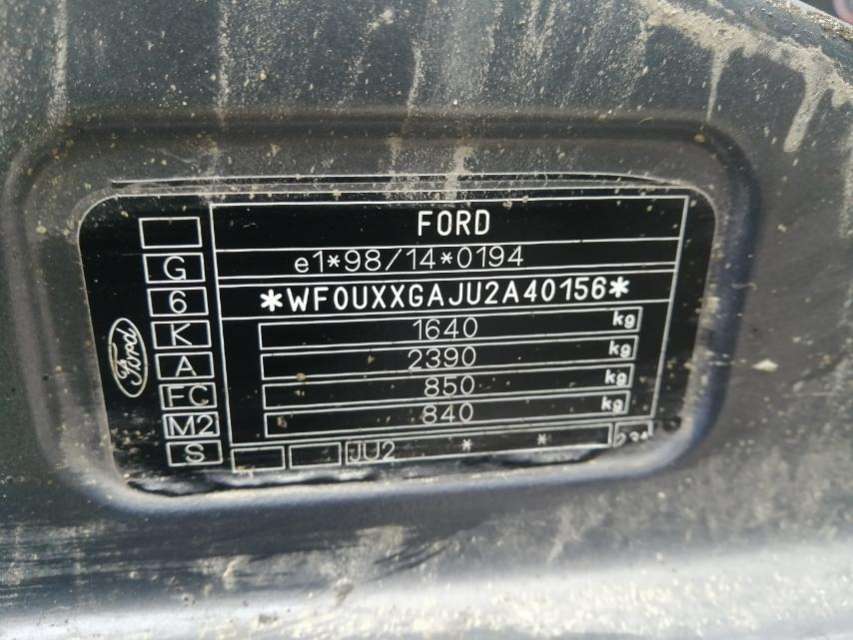 FORD
G
e1*98/14*0194
6
*WF0UXXGAJU2A40156*
K
1640 kg
A
2390 kg
Ford
FC
850 kg
M2
840 kg
S
JU2 * *